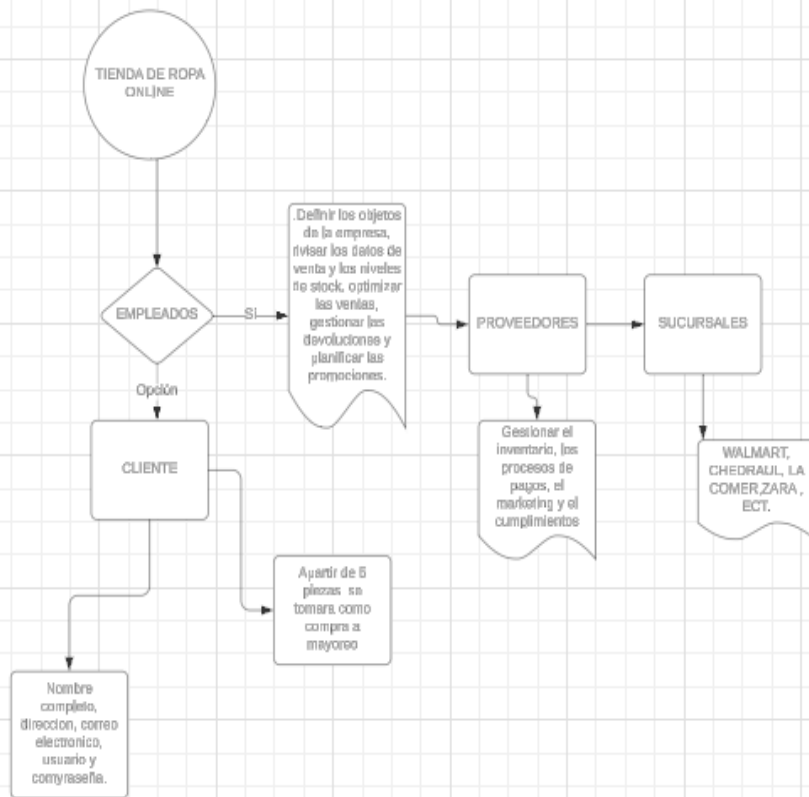 TIENDA DE ROPA
ONLINE
.Definir los objetos
de la empresa,
rivisar los datos de
venta y los niveles
de stock, optimizar
las ventas,
gestionar las
devoluciones y
planificar las
promociones.
EMPLEADOS
SI
PROVEEDORES
SUCURSALES
Opción
CLIENTE
Gesionar el
inventario, los
procesos de
pagos, el
marketing y el
cumplimientos
WALMART,
CHEDRAUI, LA
COMER,ZARA ,
ECT.
Apartir de 5
piezas se
tomara como
compra a
mayoreo
Nombre
completo,
direccion, correo
electronico,
usuario y
comyraseña.